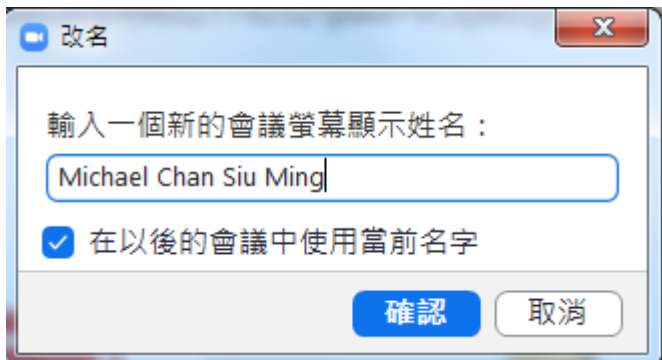 改名
輸入一個新的會議螢幕顯示姓名：
Michael Chan Siu Ming
在以後的會議中使用當前名字
確認
取消